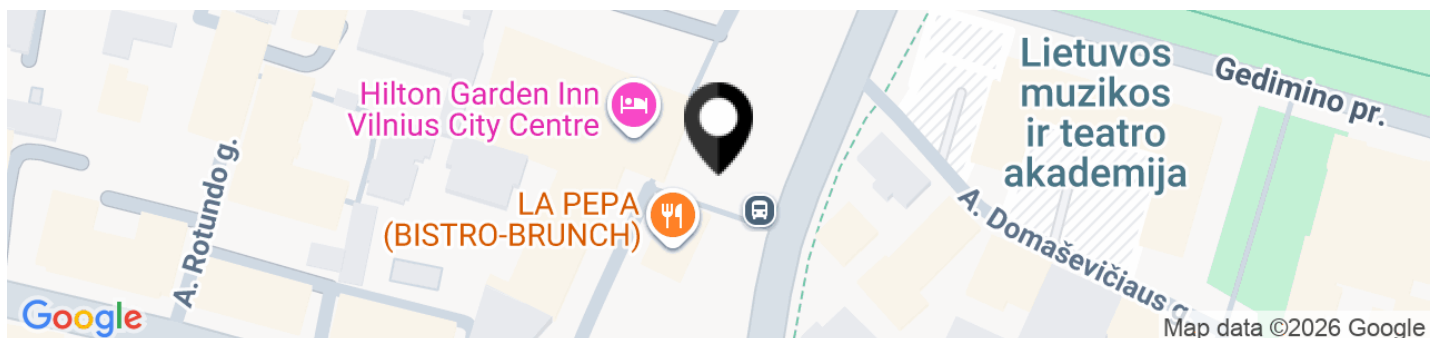 Hilton Garden Inn
Vilnius City Centre
LA PEPA
(BISTRO-BRUNCH)
A. Rotundo g.
Lietuvos
muzikos
ir teatro
akademija
Gedimino pr.
A. Domaševičiaus g.
Google
Map data ©2026 Google